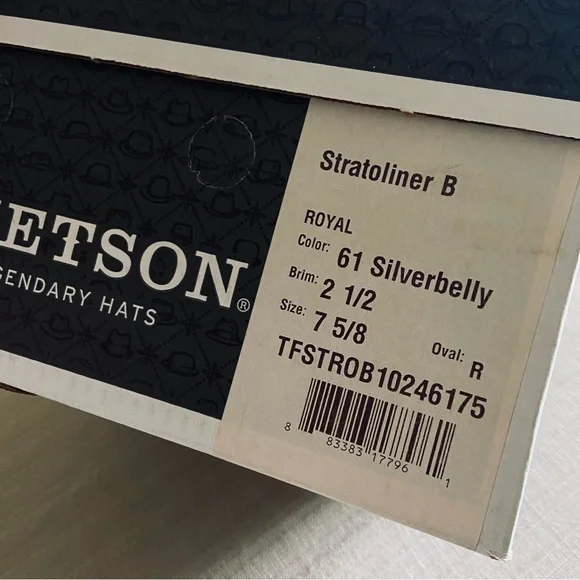 ETSON®
GENDARY HATS
Stratoliner B
ROYAL
Color: 61 Silverbelly
Brim: 2 1/2
Size: 7 5/8
Oval: R
TFSTROB10246175
8 83383 17796 1